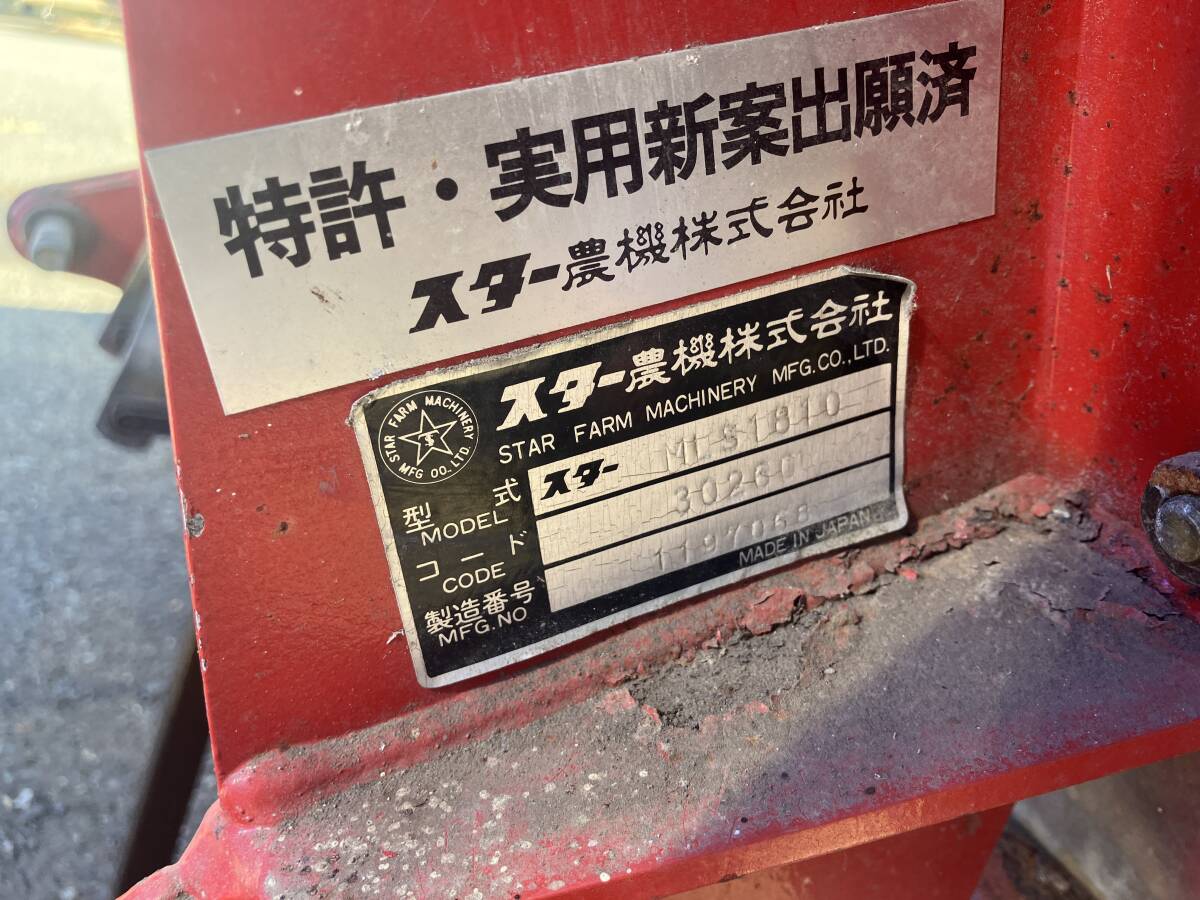 特許・実用新案出願済
スター農機株式会社
スター農機株式会社
STAR FARM MACHINERY MFG.CO.,LTD.
STAR FARM MACHINERY
MFG CO.,LTD.
型式 スター
MODEL
コード 30260
CODE
製造番号 1197068
MFG.NO
MADE IN JAPAN